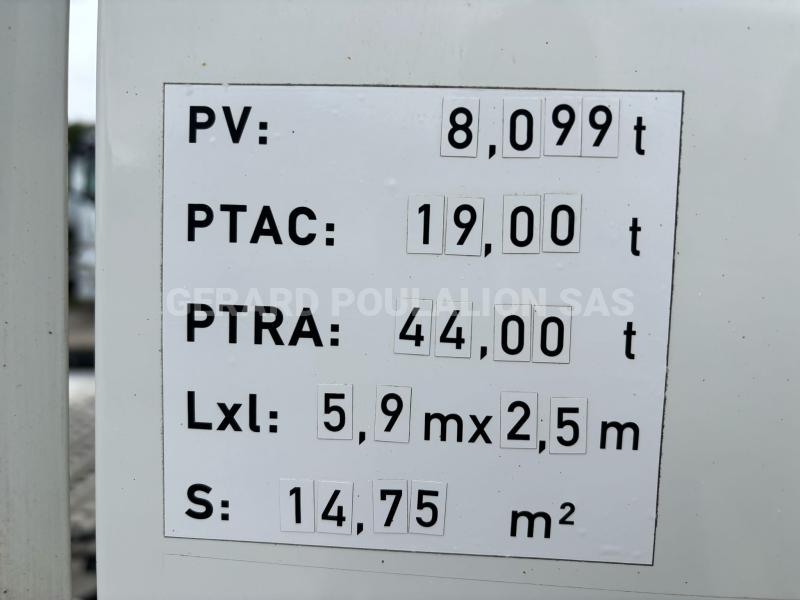 PV: 8,099 t
PTAC: 19,00 t
GERARD POULALION SAS
PTRA: 44,00 t
Lxl: 5,9 mx 2,5 m
S: 14,75 m²